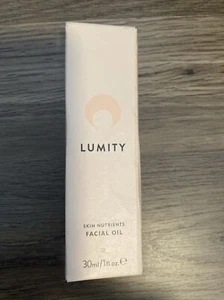 LUMITY
SKIN NUTRIENTS
FACIAL OIL
30ml/1fl.oz.℮